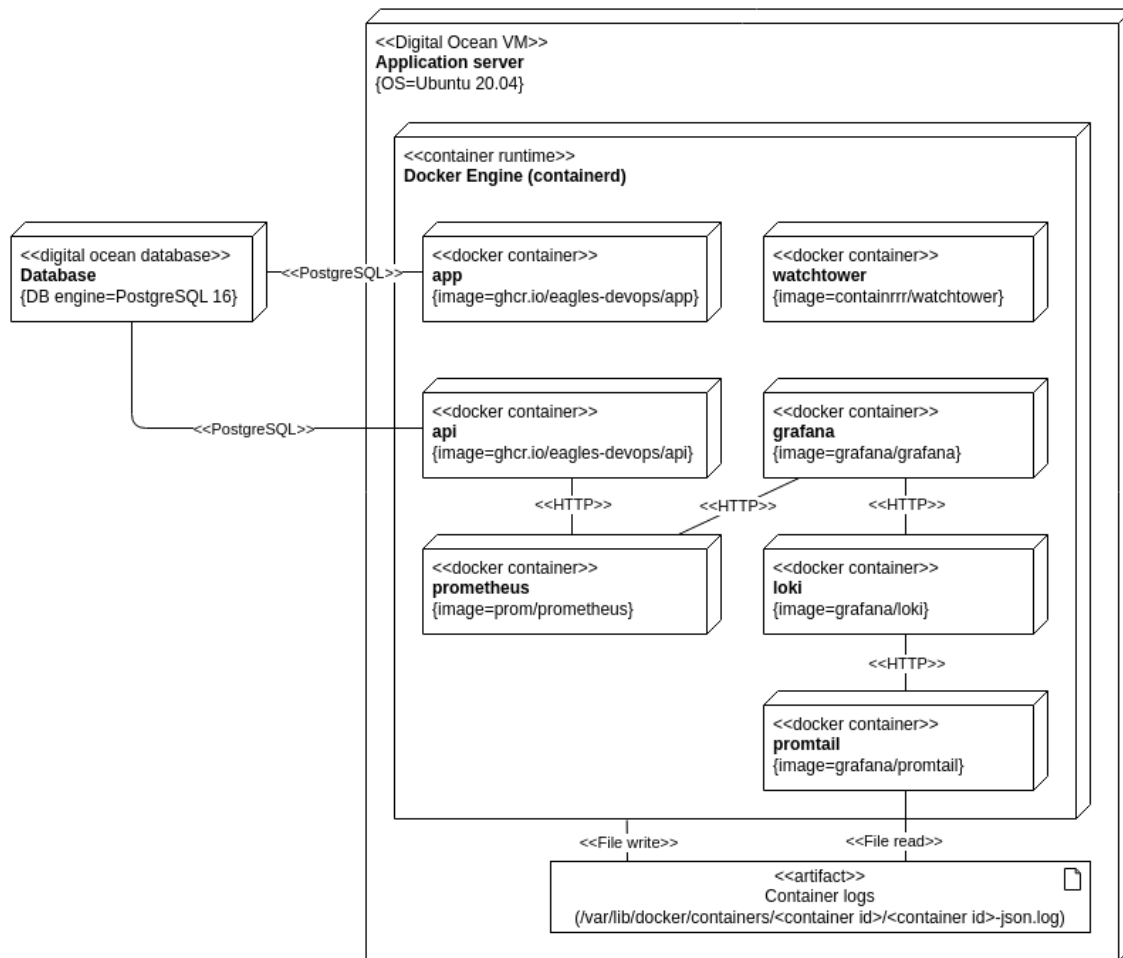 <<Digital Ocean VM>>
Application server
{OS=Ubuntu 20.04}
<<container runtime>>
Docker Engine (containerd)
<<digital ocean database>>
Database
{DB engine=PostgreSQL 16}
<<PostgreSQL>>
<<docker container>>
app
{image=ghcr.io/eagles-devops/app}
<<docker container>>
watchtower
{image=containrrr/watchtower}
<<PostgreSQL>>
<<docker container>>
api
{image=ghcr.io/eagles-devops/api}
<<docker container>>
grafana
{image=grafana/grafana}
<<HTTP>>
<<HTTP>>
<<HTTP>>
<<docker container>>
prometheus
{image=prom/prometheus}
<<docker container>>
loki
{image=grafana/loki}
<<HTTP>>
<<docker container>>
promtail
{image=grafana/promtail}
<<File write>>
<<File read>>
<<artifact>>
Container logs
(/var/lib/docker/containers/<container id>/<container id>-json.log)